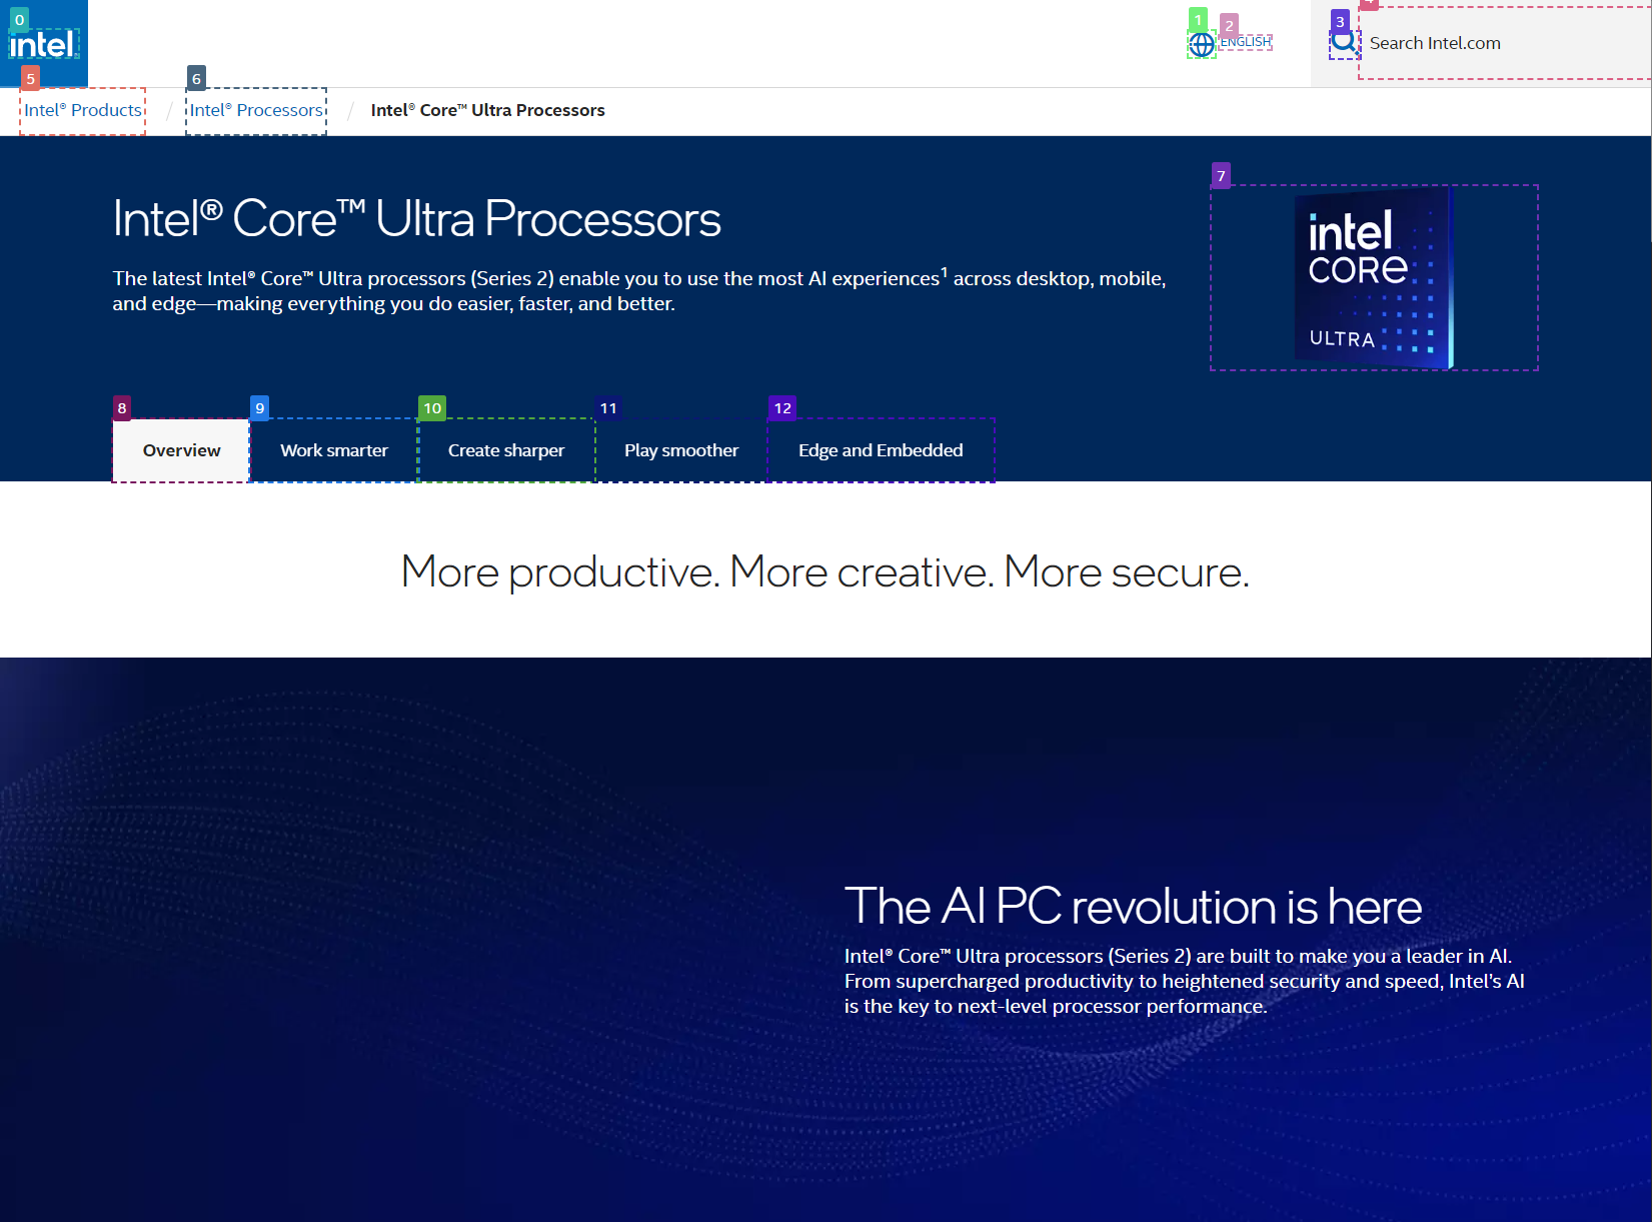 0
intel.
1
2
ENGLISH
3
4
Search Intel.com
5
6
Intel® Products / Intel® Processors / Intel® Core™ Ultra Processors
7
Intel® Core™ Ultra Processors
The latest Intel® Core™ Ultra processors (Series 2) enable you to use the most AI experiences¹ across desktop, mobile,
and edge—making everything you do easier, faster, and better.
intel
CORE
ULTRA
8
9
10
11
12
Overview
Work smarter
Create sharper
Play smoother
Edge and Embedded
More productive. More creative. More secure.
The AI PC revolution is here
Intel® Core™ Ultra processors (Series 2) are built to make you a leader in AI.
From supercharged productivity to heightened security and speed, Intel's AI
is the key to next-level processor performance.